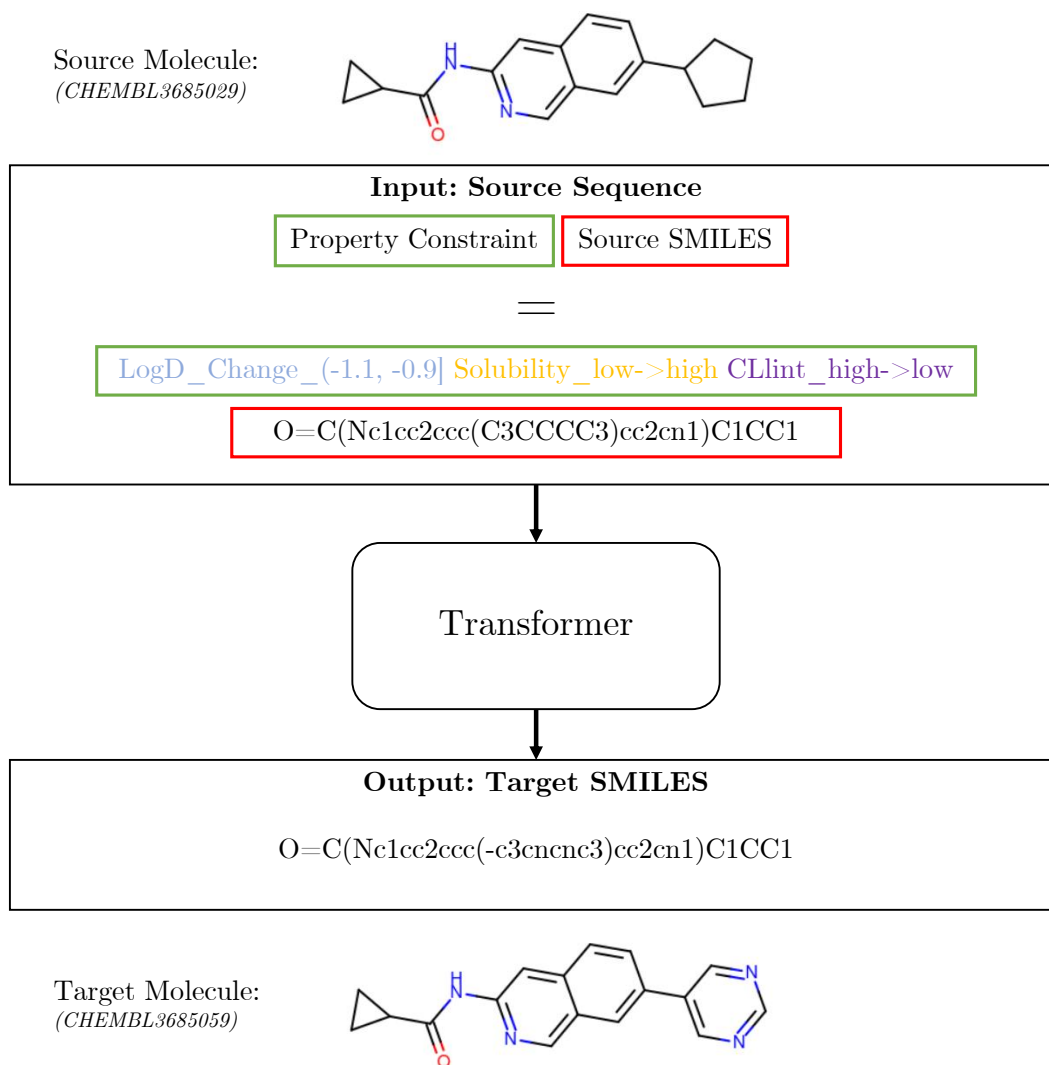 Source Molecule:
(CHEMBL3685029)
H
N
N
O
Input: Source Sequence
Property Constraint Source SMILES
=
LogD_Change_(-1.1, -0.9] Solubility_low->high CLlint_high->low
O=C(Nc1cc2ccc(C3CCCC3)cc2cn1)C1CC1
Transformer
Output: Target SMILES
O=C(Nc1cc2ccc(-c3cncnc3)cc2cn1)C1CC1
Target Molecule:
(CHEMBL3685059)
H
N
N
O
N
N